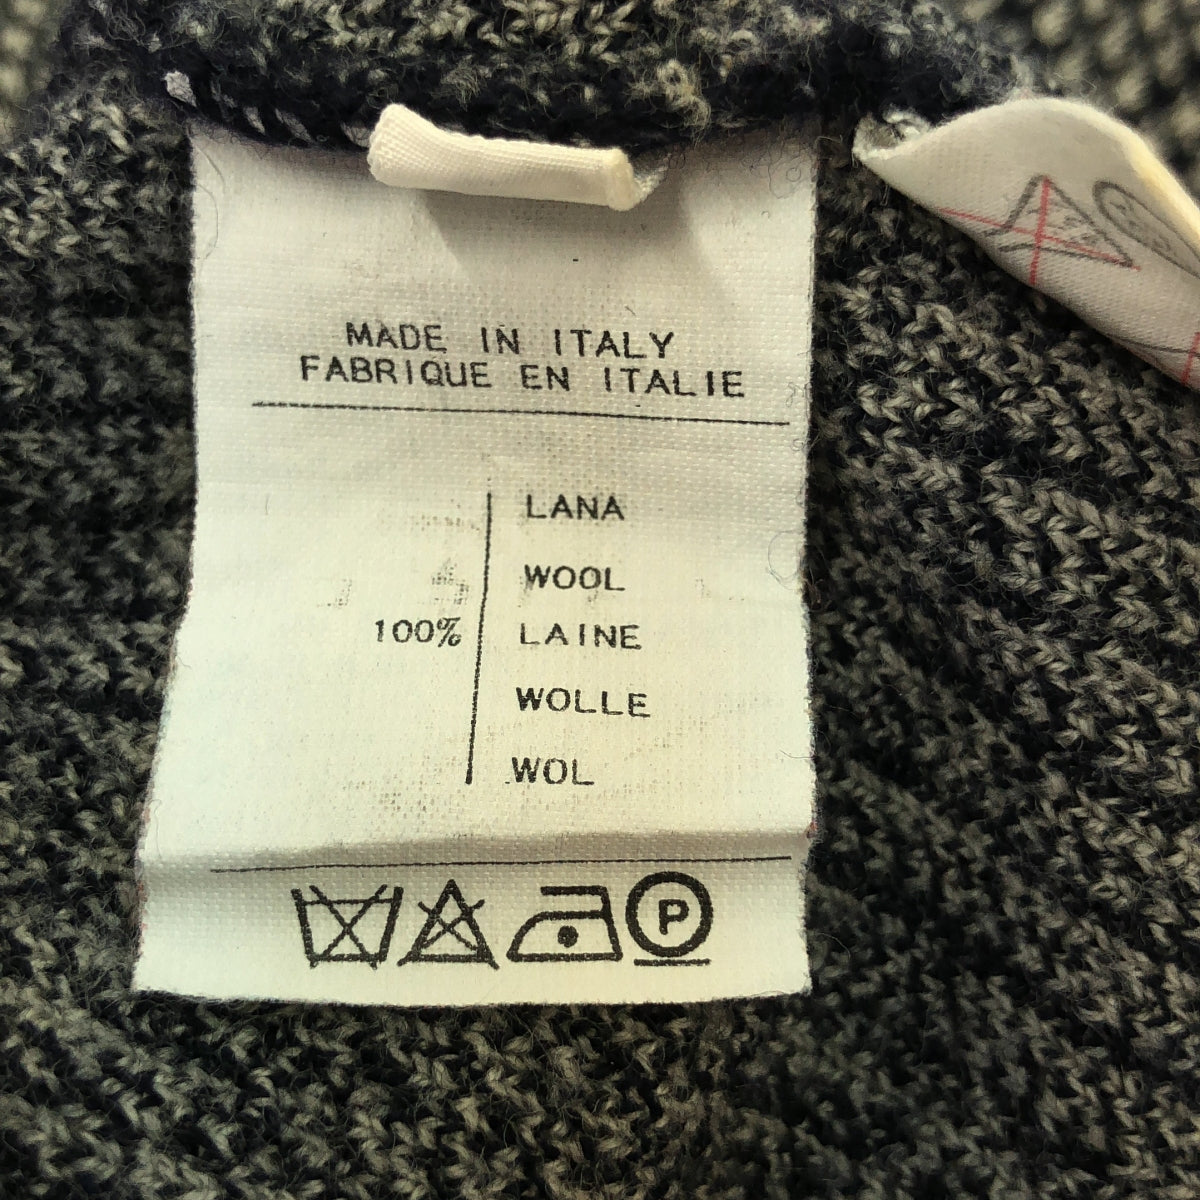 MADE IN ITALY
FABRIQUE EN ITALIE
LANA
WOOL
100% LAINE
WOLLE
WOL
P